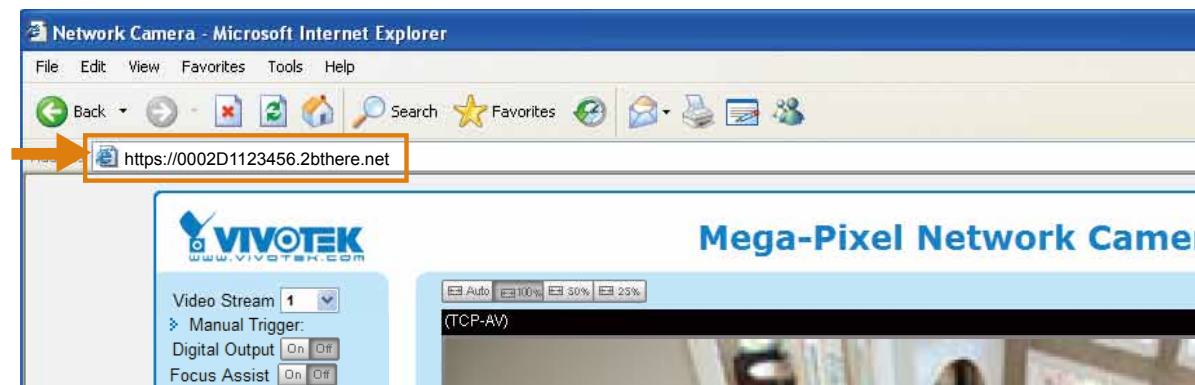 Network Camera - Microsoft Internet Explorer
File Edit View Favorites Tools Help
Back Search Favorites
https://0002D1123456.2bthere.net
VIVOTEK
www.vivotek.com
Mega-Pixel Network Came
Video Stream 1
Auto 100% 50% 25%
Manual Trigger:
(TCP-AV)
Digital Output On Off
Focus Assist On Off